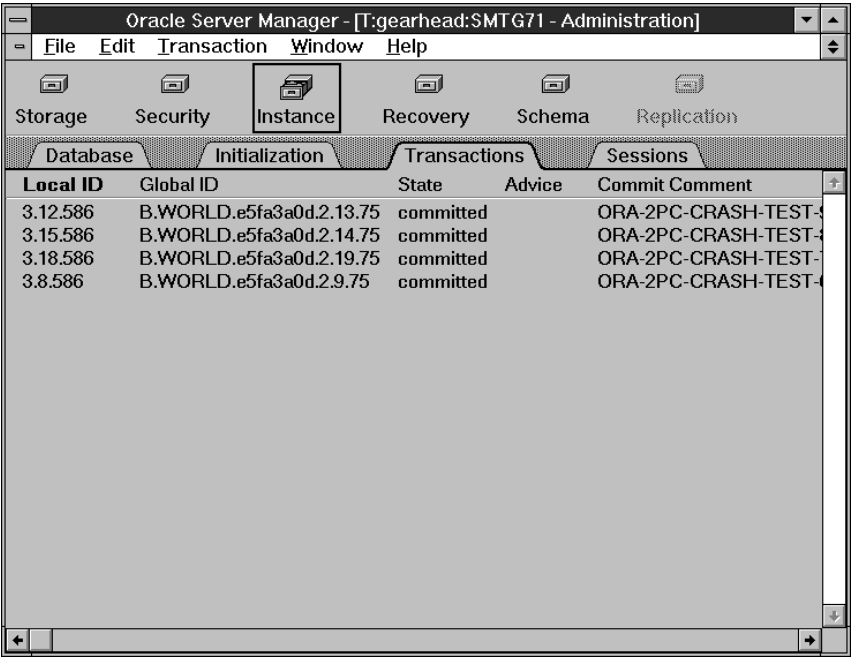 Oracle Server Manager - [T:gearhead:SMTG71 - Administration]
File Edit Transaction Window Help
Storage Security Instance Recovery Schema Replication
Database Initialization Transactions Sessions
Local ID Global ID State Advice Commit Comment
3.12.586 B.WORLD.e5fa3a0d.2.13.75 committed ORA-2PC-CRASH-TEST-
3.15.586 B.WORLD.e5fa3a0d.2.14.75 committed ORA-2PC-CRASH-TEST-
3.18.586 B.WORLD.e5fa3a0d.2.19.75 committed ORA-2PC-CRASH-TEST-
3.8.586 B.WORLD.e5fa3a0d.2.9.75 committed ORA-2PC-CRASH-TEST-